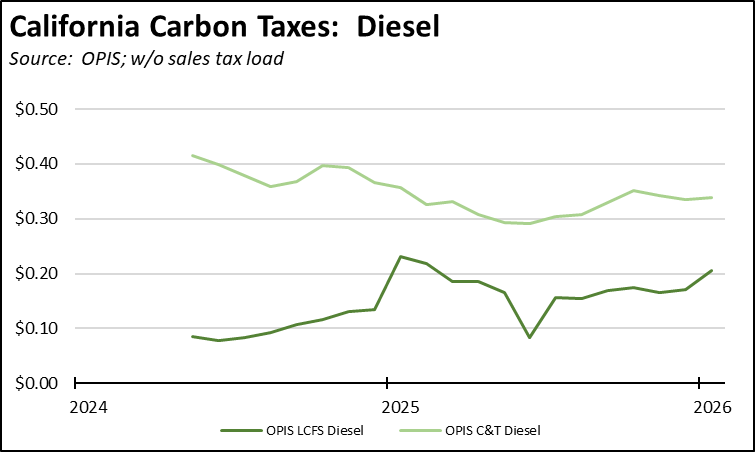 California Carbon Taxes:  Diesel
Source:  OPIS; w/o sales tax load
$0.50
$0.40
$0.30
$0.20
$0.10
$0.00
2024 2025 2026
OPIS LCFS Diesel OPIS C&T Diesel